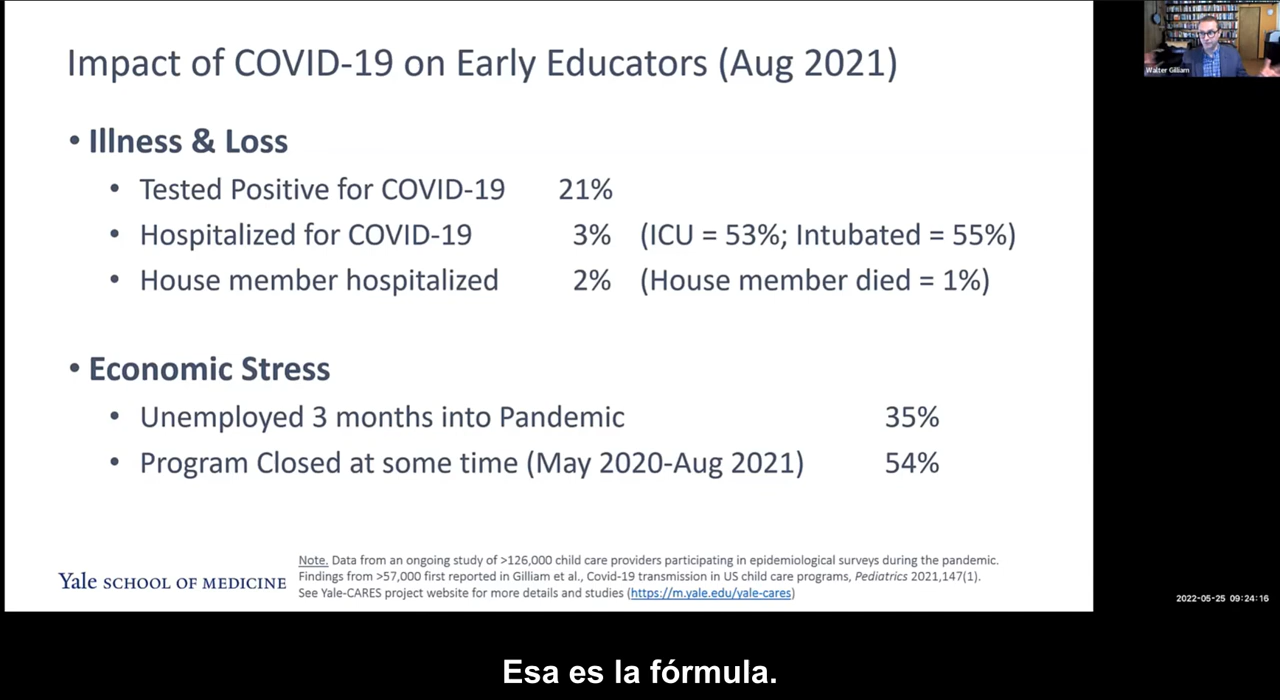 Impact of COVID-19 on Early Educators (Aug 2021)
Walter Gilliam
• Illness & Loss
• Tested Positive for COVID-19 21%
• Hospitalized for COVID-19 3% (ICU = 53%; Intubated = 55%)
• House member hospitalized 2% (House member died = 1%)
• Economic Stress
• Unemployed 3 months into Pandemic 35%
• Program Closed at some time (May 2020-Aug 2021) 54%
Yale SCHOOL OF MEDICINE
Note. Data from an ongoing study of >126,000 child care providers participating in epidemiological surveys during the pandemic.
Findings from >57,000 first reported in Gilliam et al., Covid-19 transmission in US child care programs, Pediatrics 2021,147(1).
See Yale-CARES project website for more details and studies (https://m.yale.edu/yale-cares)
2022-05-25 09:24:16
Esa es la fórmula.